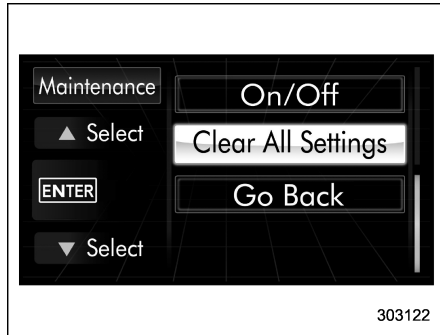 Maintenance
On/Off
▲ Select
Clear All Settings
ENTER
Go Back
▼ Select
303122